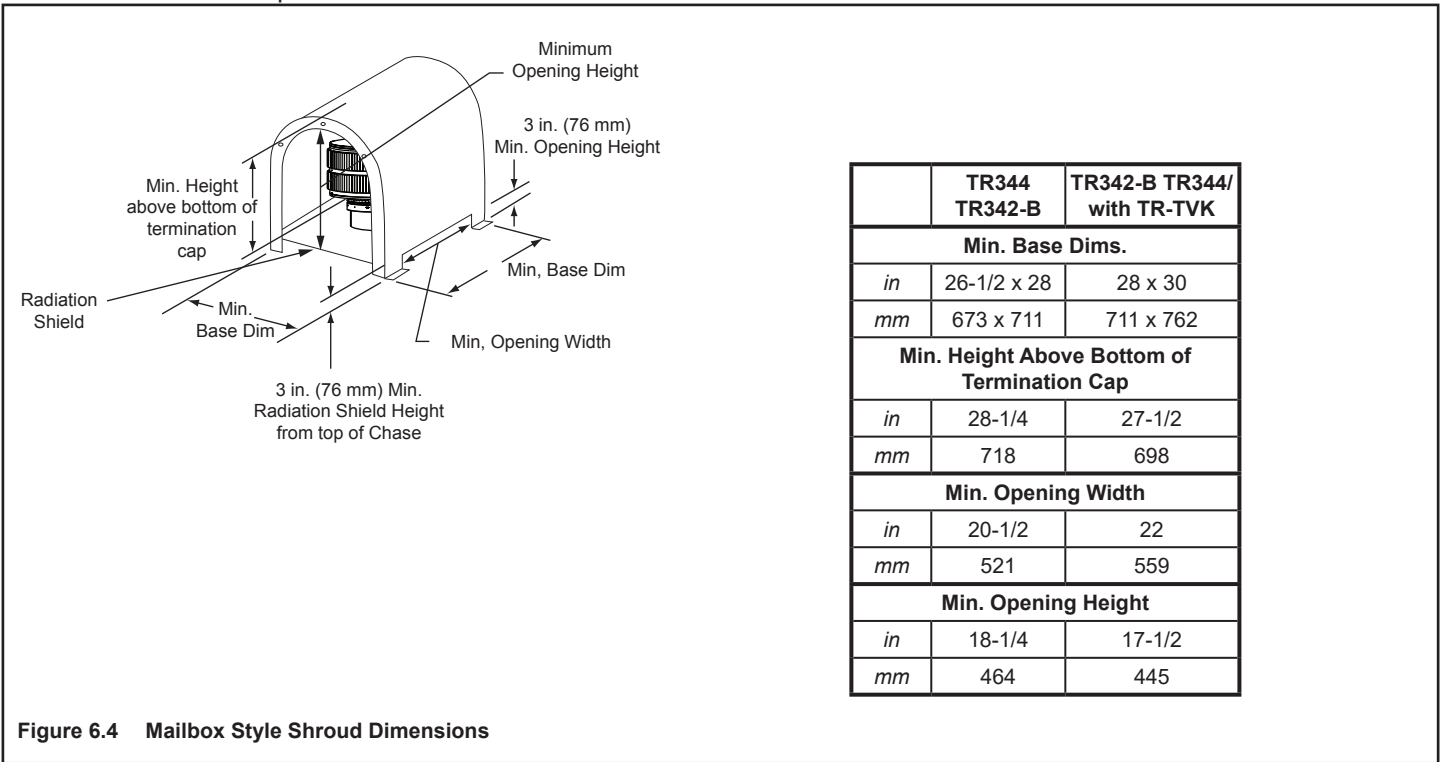 Minimum
Opening Height
3 in. (76 mm)
Min. Opening Height
Min. Height
above bottom of
termination
cap
Min, Base Dim
Radiation
Shield
Min.
Base Dim
Min, Opening Width
3 in. (76 mm) Min.
Radiation Shield Height
from top of Chase
TR344 TR342-B TR344/
TR342-B with TR-TVK
Min. Base Dims.
in 26-1/2 x 28 28 x 30
mm 673 x 711 711 x 762
Min. Height Above Bottom of
Termination Cap
in 28-1/4 27-1/2
mm 718 698
Min. Opening Width
in 20-1/2 22
mm 521 559
Min. Opening Height
in 18-1/4 17-1/2
mm 464 445
Figure 6.4 Mailbox Style Shroud Dimensions